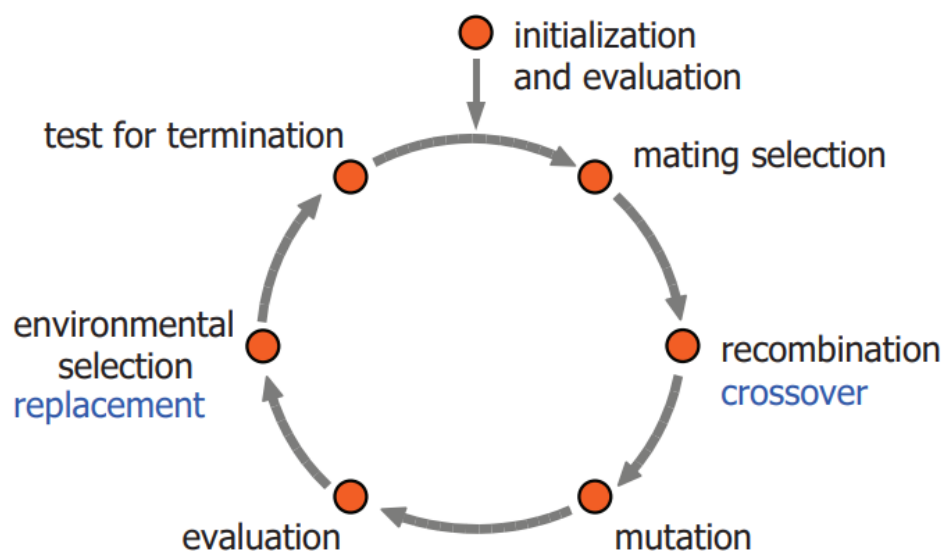 initialization
and evaluation
test for termination
mating selection
environmental
selection
replacement
recombination
crossover
evaluation
mutation